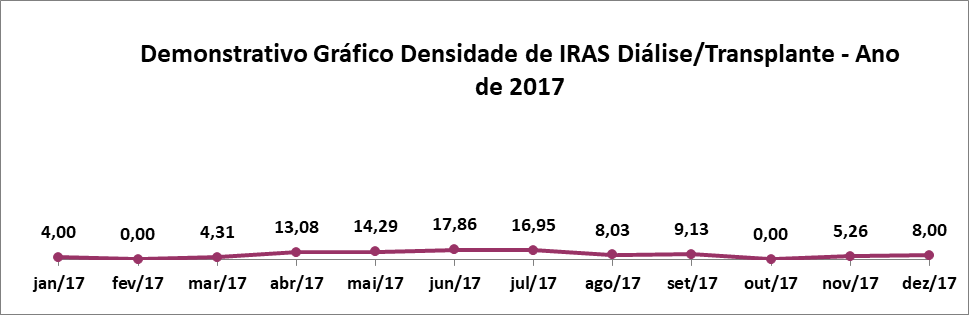 Demonstrativo Gráfico Densidade de IRAS Diálise/Transplante - Ano
de 2017
4,00 0,00 4,31 13,08 14,29 17,86 16,95 8,03 9,13 0,00 5,26 8,00
jan/17 fev/17 mar/17 abr/17 mai/17 jun/17 jul/17 ago/17 set/17 out/17 nov/17 dez/17